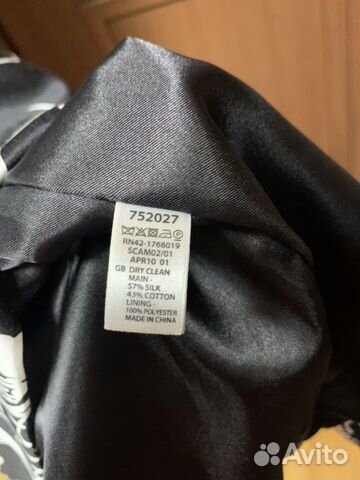 752027
RN42-1768019
SCAM02/01
APR10 01
GB DRY CLEAN
MAIN -
57% SILK
43% COTTON
LINING -
100% POLYESTER
MADE IN CHINA
Avito